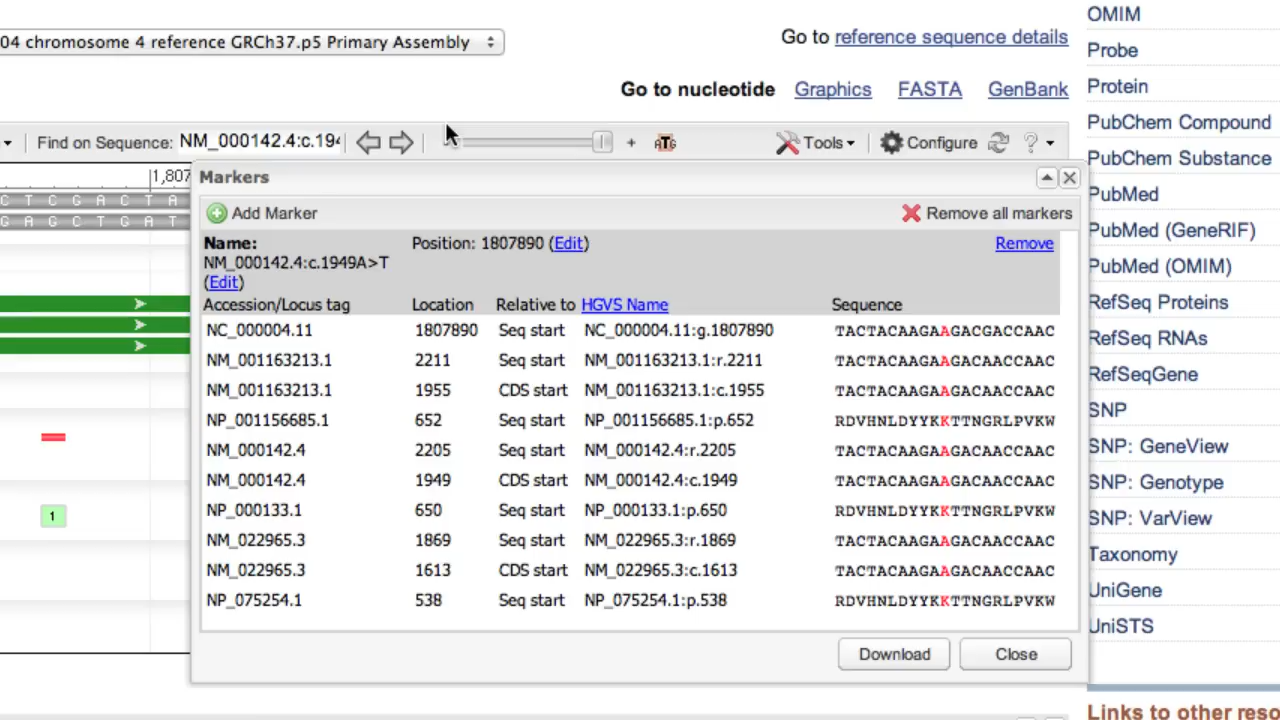 04 chromosome 4 reference GRCh37.p5 Primary Assembly
Go to reference sequence details
Go to nucleotide Graphics FASTA GenBank
Find on Sequence: NM_000142.4:c.194
+ Tools Configure ?
1,807
C T C G A C T A
G A G C T G A T
1
Markers
Add Marker
Remove all markers
Name:
NM_000142.4:c.1949A>T
(Edit)
Position: 1807890 (Edit)
Remove
Accession/Locus tag Location Relative to HGVS Name Sequence
NC_000004.11 1807890 Seq start NC_000004.11:g.1807890 TACTACAAGAAGACGACCAAC
NM_001163213.1 2211 Seq start NM_001163213.1:r.2211 TACTACAAGAAGACAACCAAC
NM_001163213.1 1955 CDS start NM_001163213.1:c.1955 TACTACAAGAAGACAACCAAC
NP_001156685.1 652 Seq start NP_001156685.1:p.652 RDVHNLDYYKKTTNGRLPVKW
NM_000142.4 2205 Seq start NM_000142.4:r.2205 TACTACAAGAAGACAACCAAC
NM_000142.4 1949 CDS start NM_000142.4:c.1949 TACTACAAGAAGACAACCAAC
NP_000133.1 650 Seq start NP_000133.1:p.650 RDVHNLDYYKKTTNGRLPVKW
NM_022965.3 1869 Seq start NM_022965.3:r.1869 TACTACAAGAAGACAACCAAC
NM_022965.3 1613 CDS start NM_022965.3:c.1613 TACTACAAGAAGACAACCAAC
NP_075254.1 538 Seq start NP_075254.1:p.538 RDVHNLDYYKKTTNGRLPVKW
Download Close
OMIM
Probe
Protein
PubChem Compound
PubChem Substance
PubMed
PubMed (GeneRIF)
PubMed (OMIM)
RefSeq Proteins
RefSeq RNAs
RefSeqGene
SNP
SNP: GeneView
SNP: Genotype
SNP: VarView
Taxonomy
UniGene
UniSTS
Links to other reso